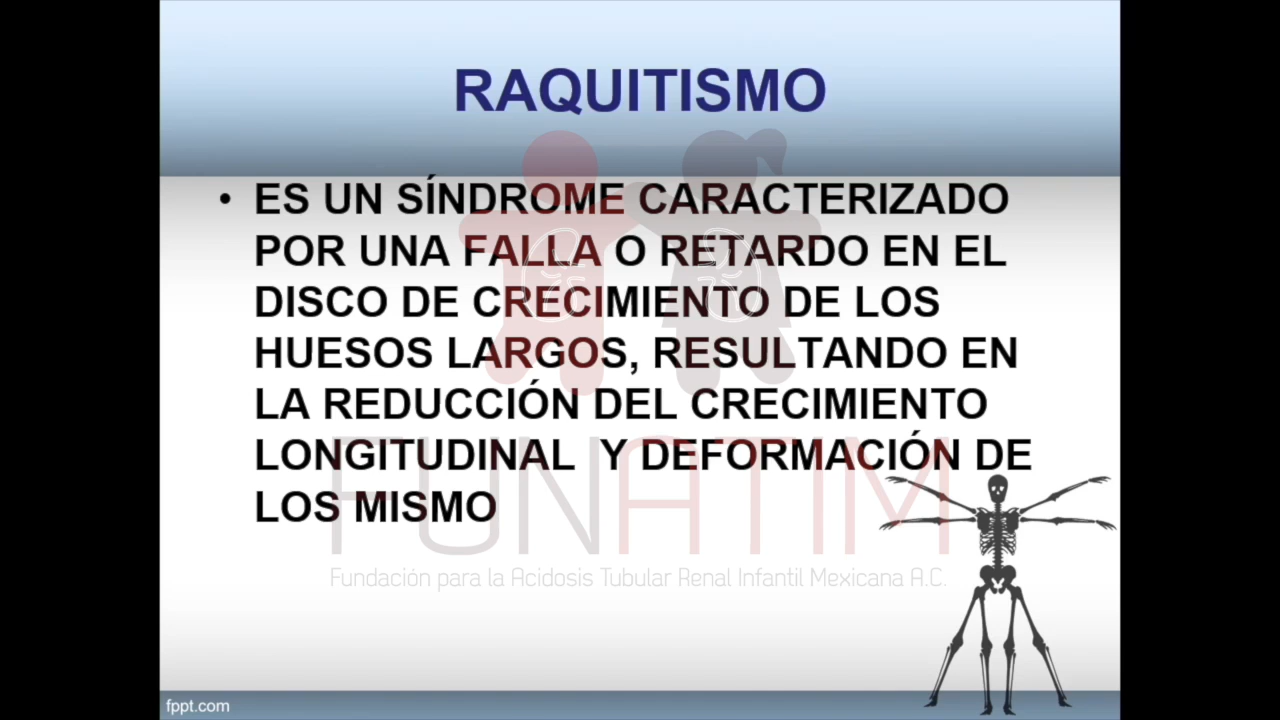 RAQUITISMO
• ES UN SÍNDROME CARACTERIZADO
POR UNA FALLA O RETARDO EN EL
DISCO DE CRECIMIENTO DE LOS
HUESOS LARGOS, RESULTANDO EN
LA REDUCCIÓN DEL CRECIMIENTO
LONGITUDINAL Y DEFORMACIÓN DE
LOS MISMO
FUNATIM
Fundación para la Acidosis Tubular Renal Infantil Mexicana A.C.
fppt.com